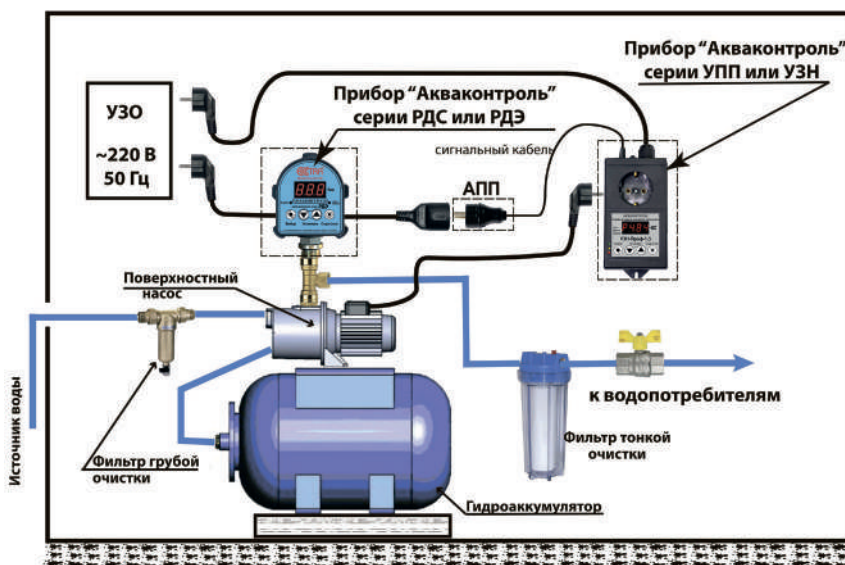 Прибор “Акваконтроль”
серии УПП или УЗН
УЗО
~220 В
50 Гц
Прибор “Акваконтроль”
серии РДС или РДЭ
сигнальный кабель
АПП
EXTRA
Поверхностный
насос
Источник воды
Фильтр грубой
очистки
к водопотребителям
Фильтр тонкой
очистки
Гидроаккумулятор